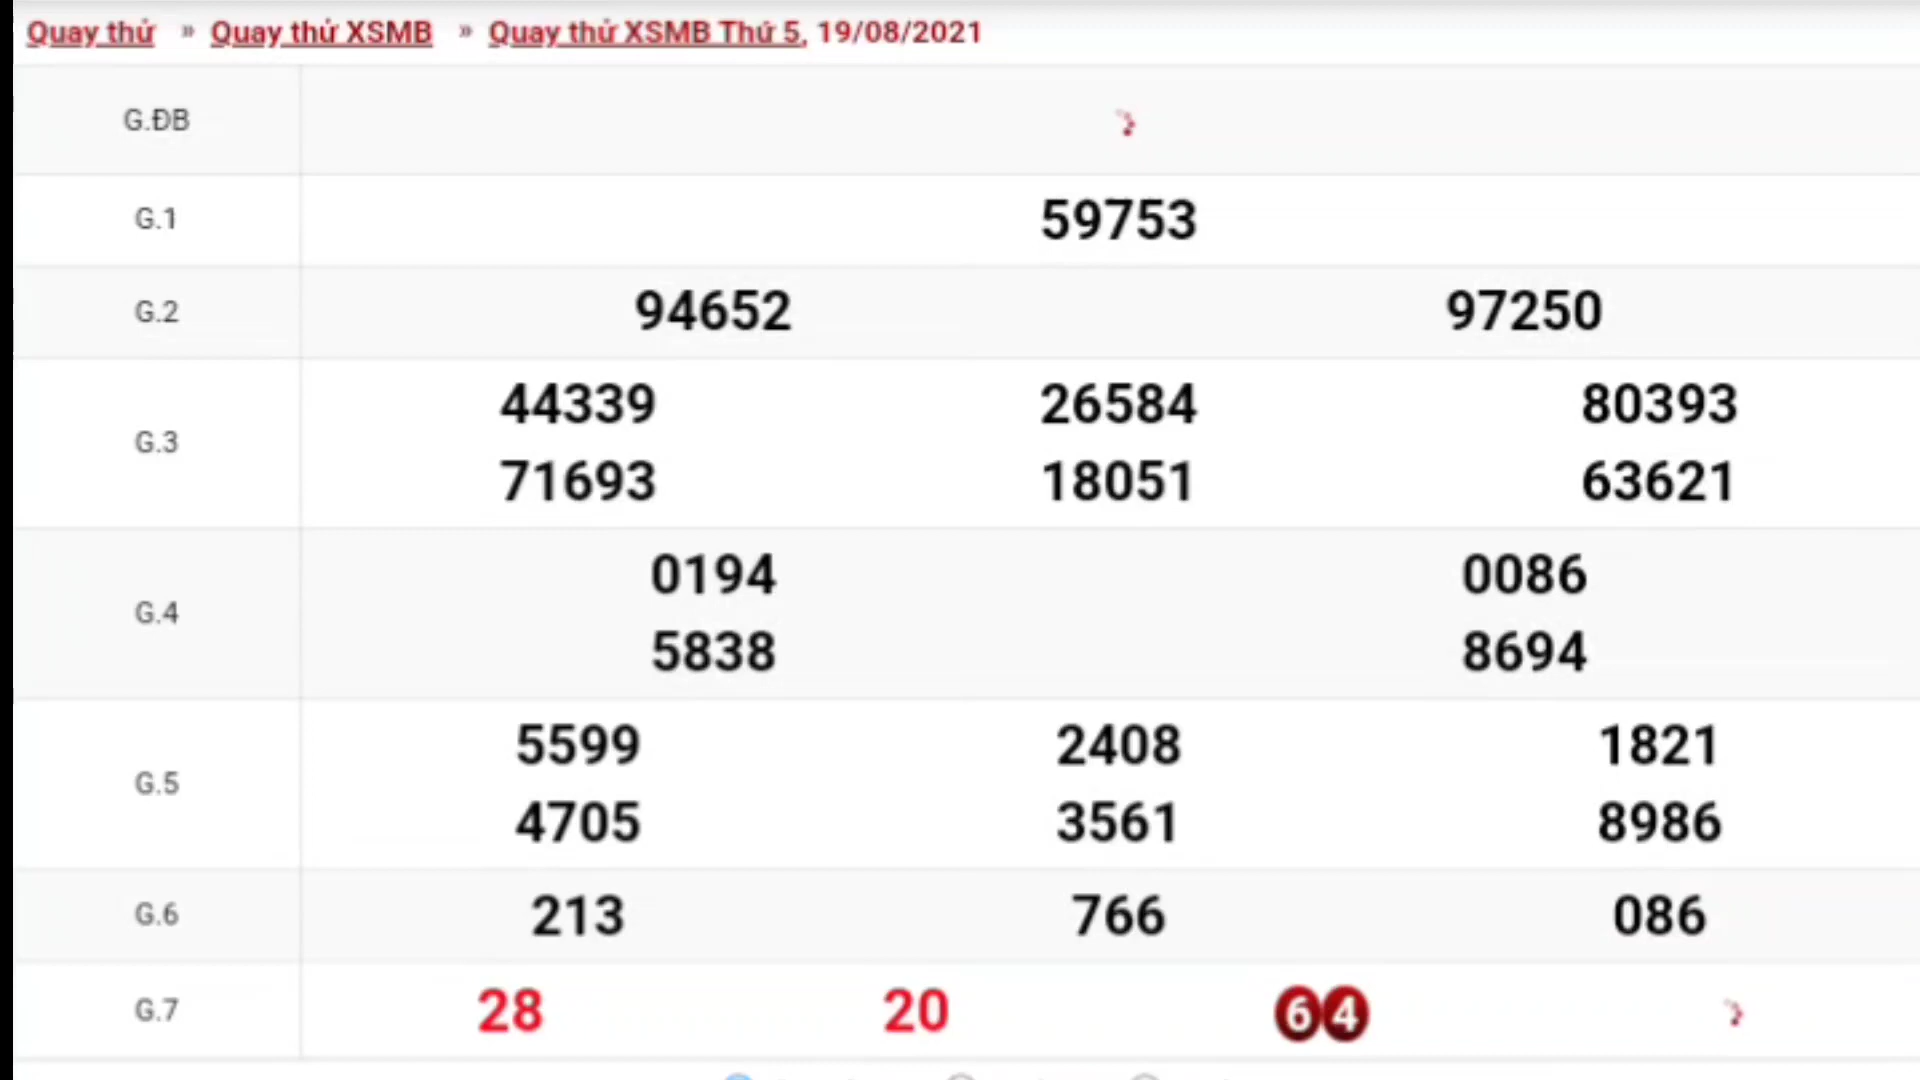 Quay thử » Quay thử XSMB » Quay thử XSMB Thứ 5, 19/08/2021
G.ĐB
G.1 59753
G.2 94652 97250
G.3 44339 26584 80393
71693 18051 63621
G.4 0194 0086
5838 8694
G.5 5599 2408 1821
4705 3561 8986
G.6 213 766 086
G.7 28 20 64